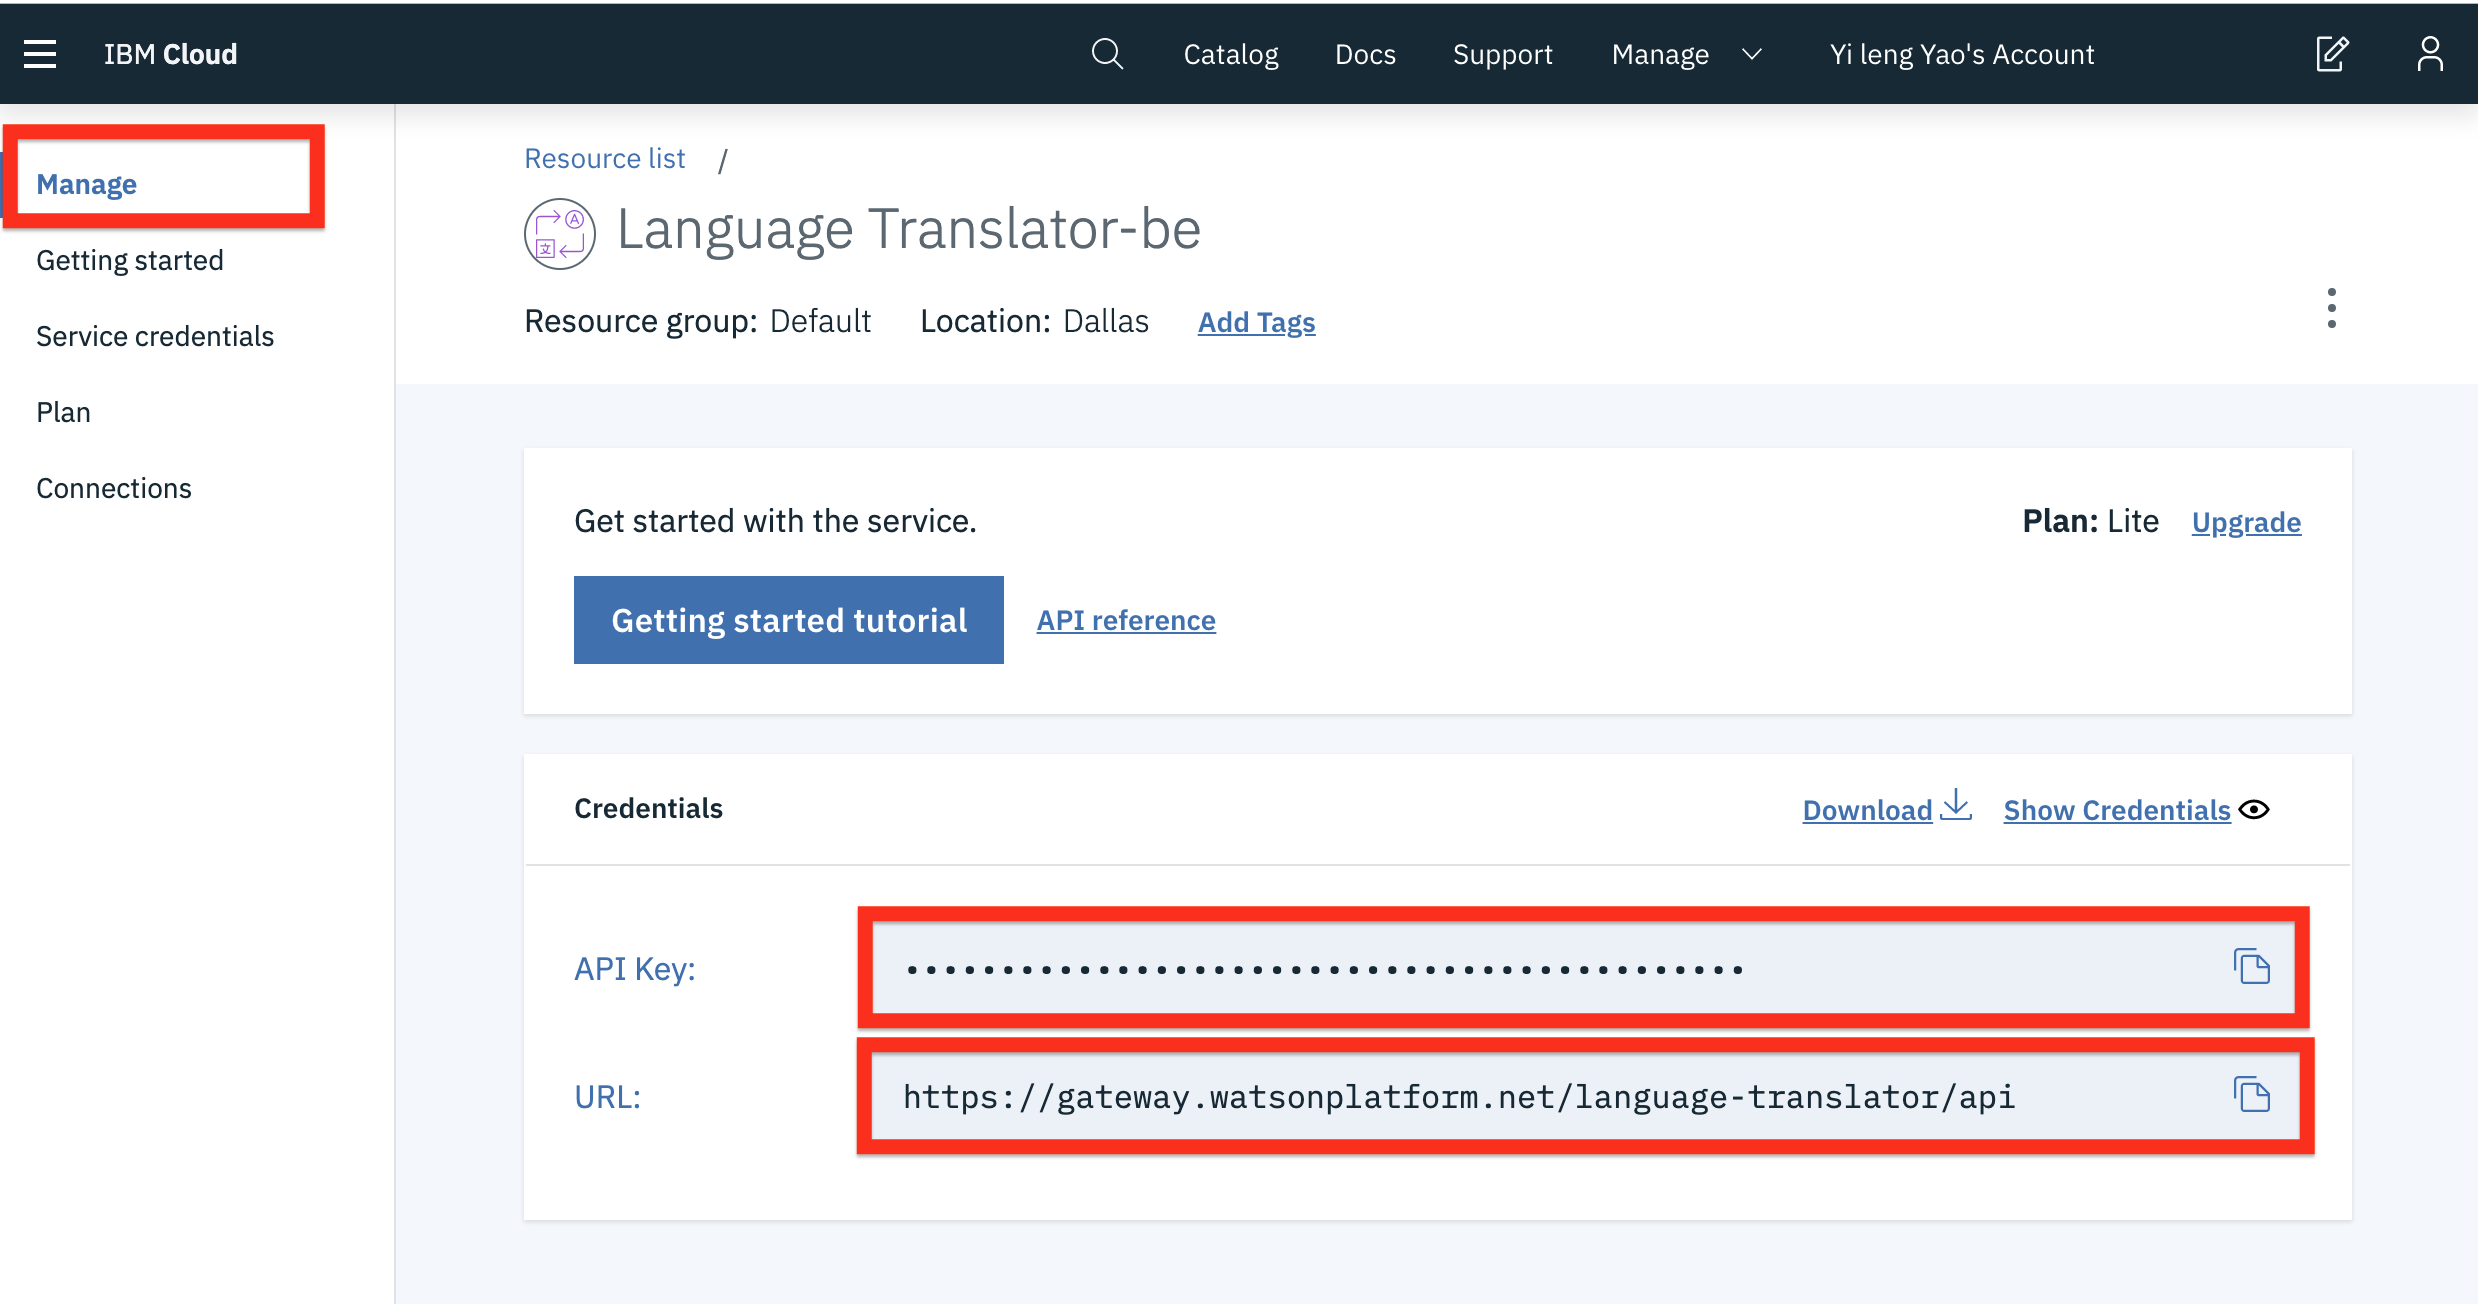 IBM Cloud
Catalog
Docs
Support
Manage
Yi leng Yao's Account
Manage
Getting started
Service credentials
Plan
Connections
Resource list /
Language Translator-be
Resource group: Default
Location: Dallas
Add Tags
Get started with the service.
Plan: Lite
Upgrade
Getting started tutorial
API reference
Credentials
Download
Show Credentials
API Key:
••••••••••••••••••••••••••••••••••••••••••••
URL:
https://gateway.watsonplatform.net/language-translator/api